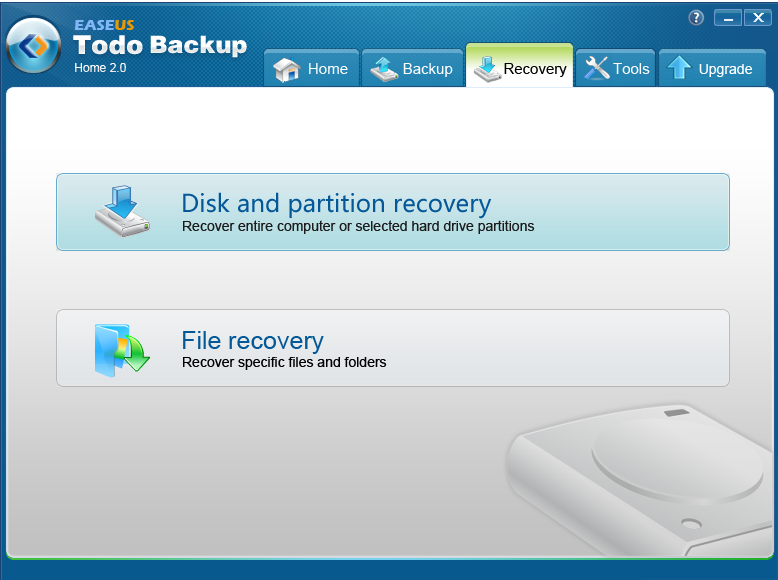 EASEUS
Todo Backup
Home 2.0
?
Home
Backup
Recovery
Tools
Upgrade
Disk and partition recovery
Recover entire computer or selected hard drive partitions
File recovery
Recover specific files and folders